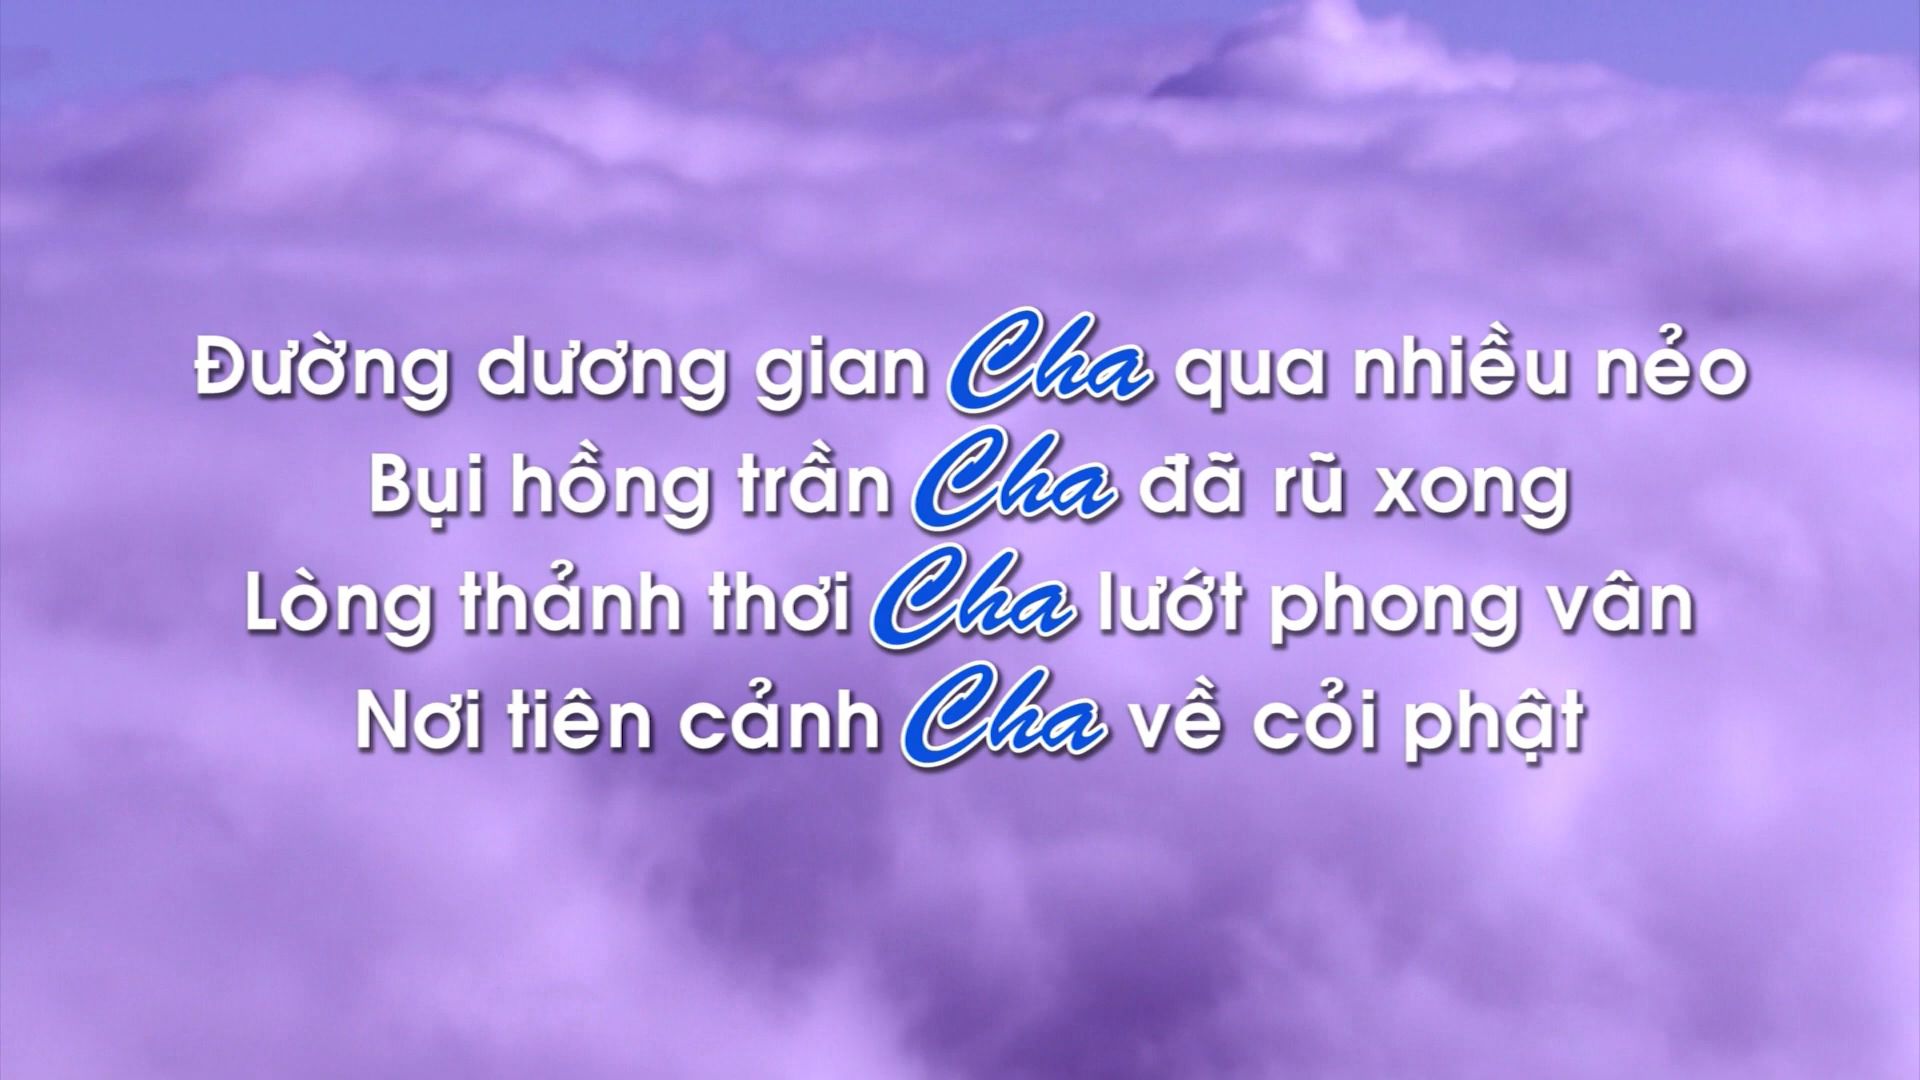 Đường dương gian Cha qua nhiều nẻo
Bụi hồng trần Cha đã rũ xong
Lòng thảnh thơi Cha lướt phong vân
Nơi tiên cảnh Cha về cỏi phật